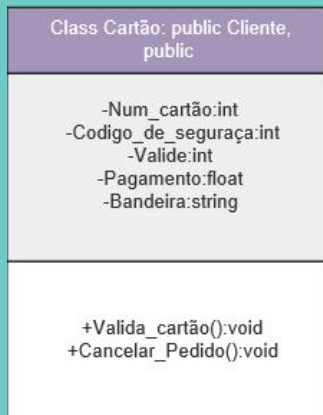 Class Cartão: public Cliente,
public
-Num_cartão:int
-Codigo_de_seguraça:int
-Valide:int
-Pagamento:float
-Bandeira:string
+Valida_cartão():void
+Cancelar_Pedido():void